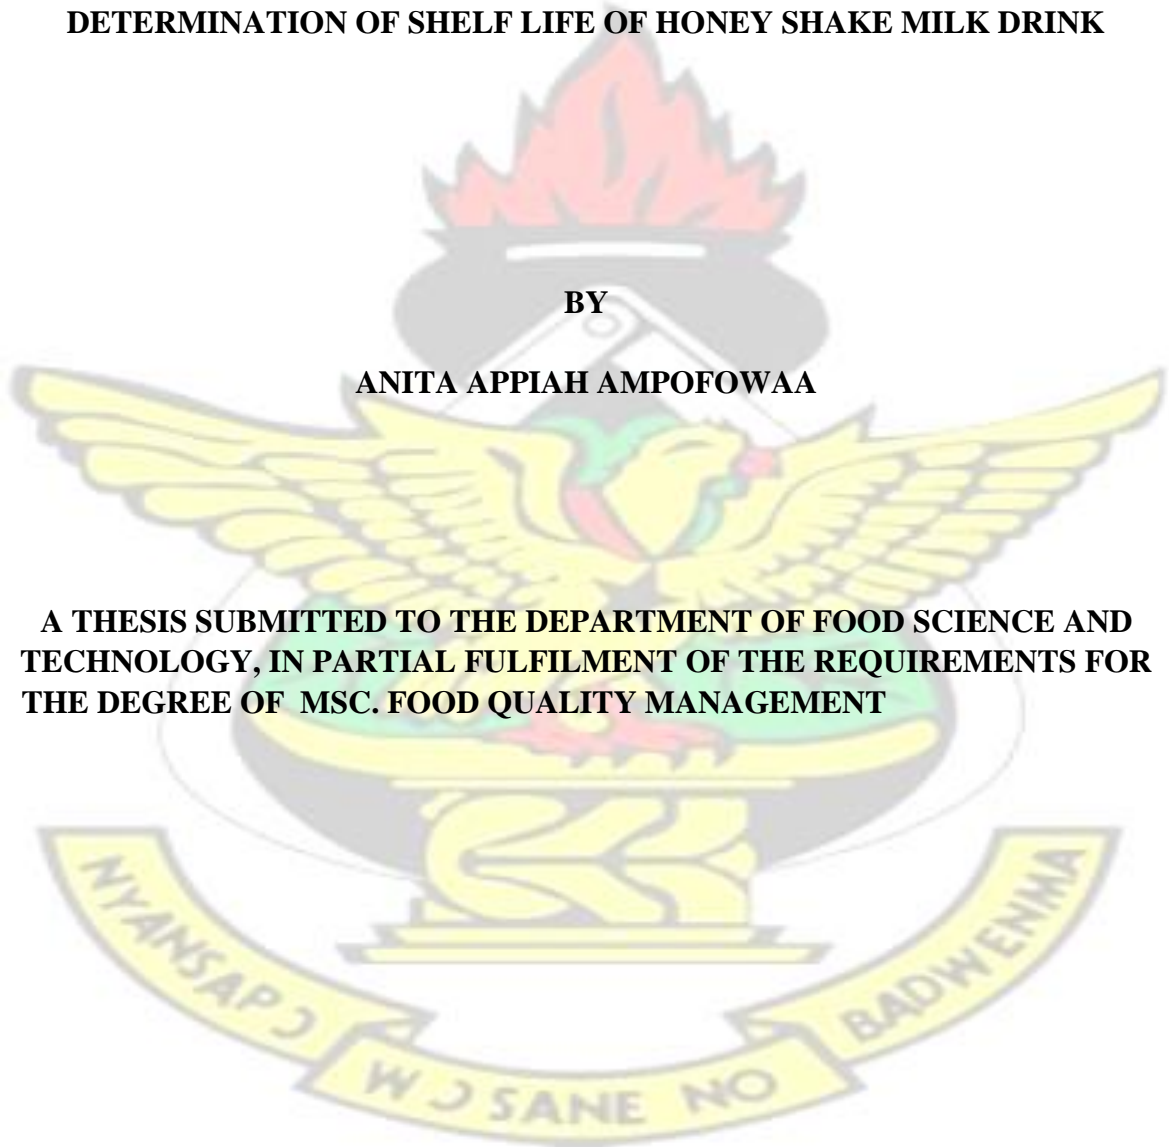 DETERMINATION OF SHELF LIFE OF HONEY SHAKE MILK DRINK
BY
ANITA APPIAH AMPOFOWAA
A THESIS SUBMITTED TO THE DEPARTMENT OF FOOD SCIENCE AND
TECHNOLOGY, IN PARTIAL FULFILMENT OF THE REQUIREMENTS FOR
THE DEGREE OF MSC. FOOD QUALITY MANAGEMENT
NYANSAPƆ
WƆSANE NO
BADWENMA